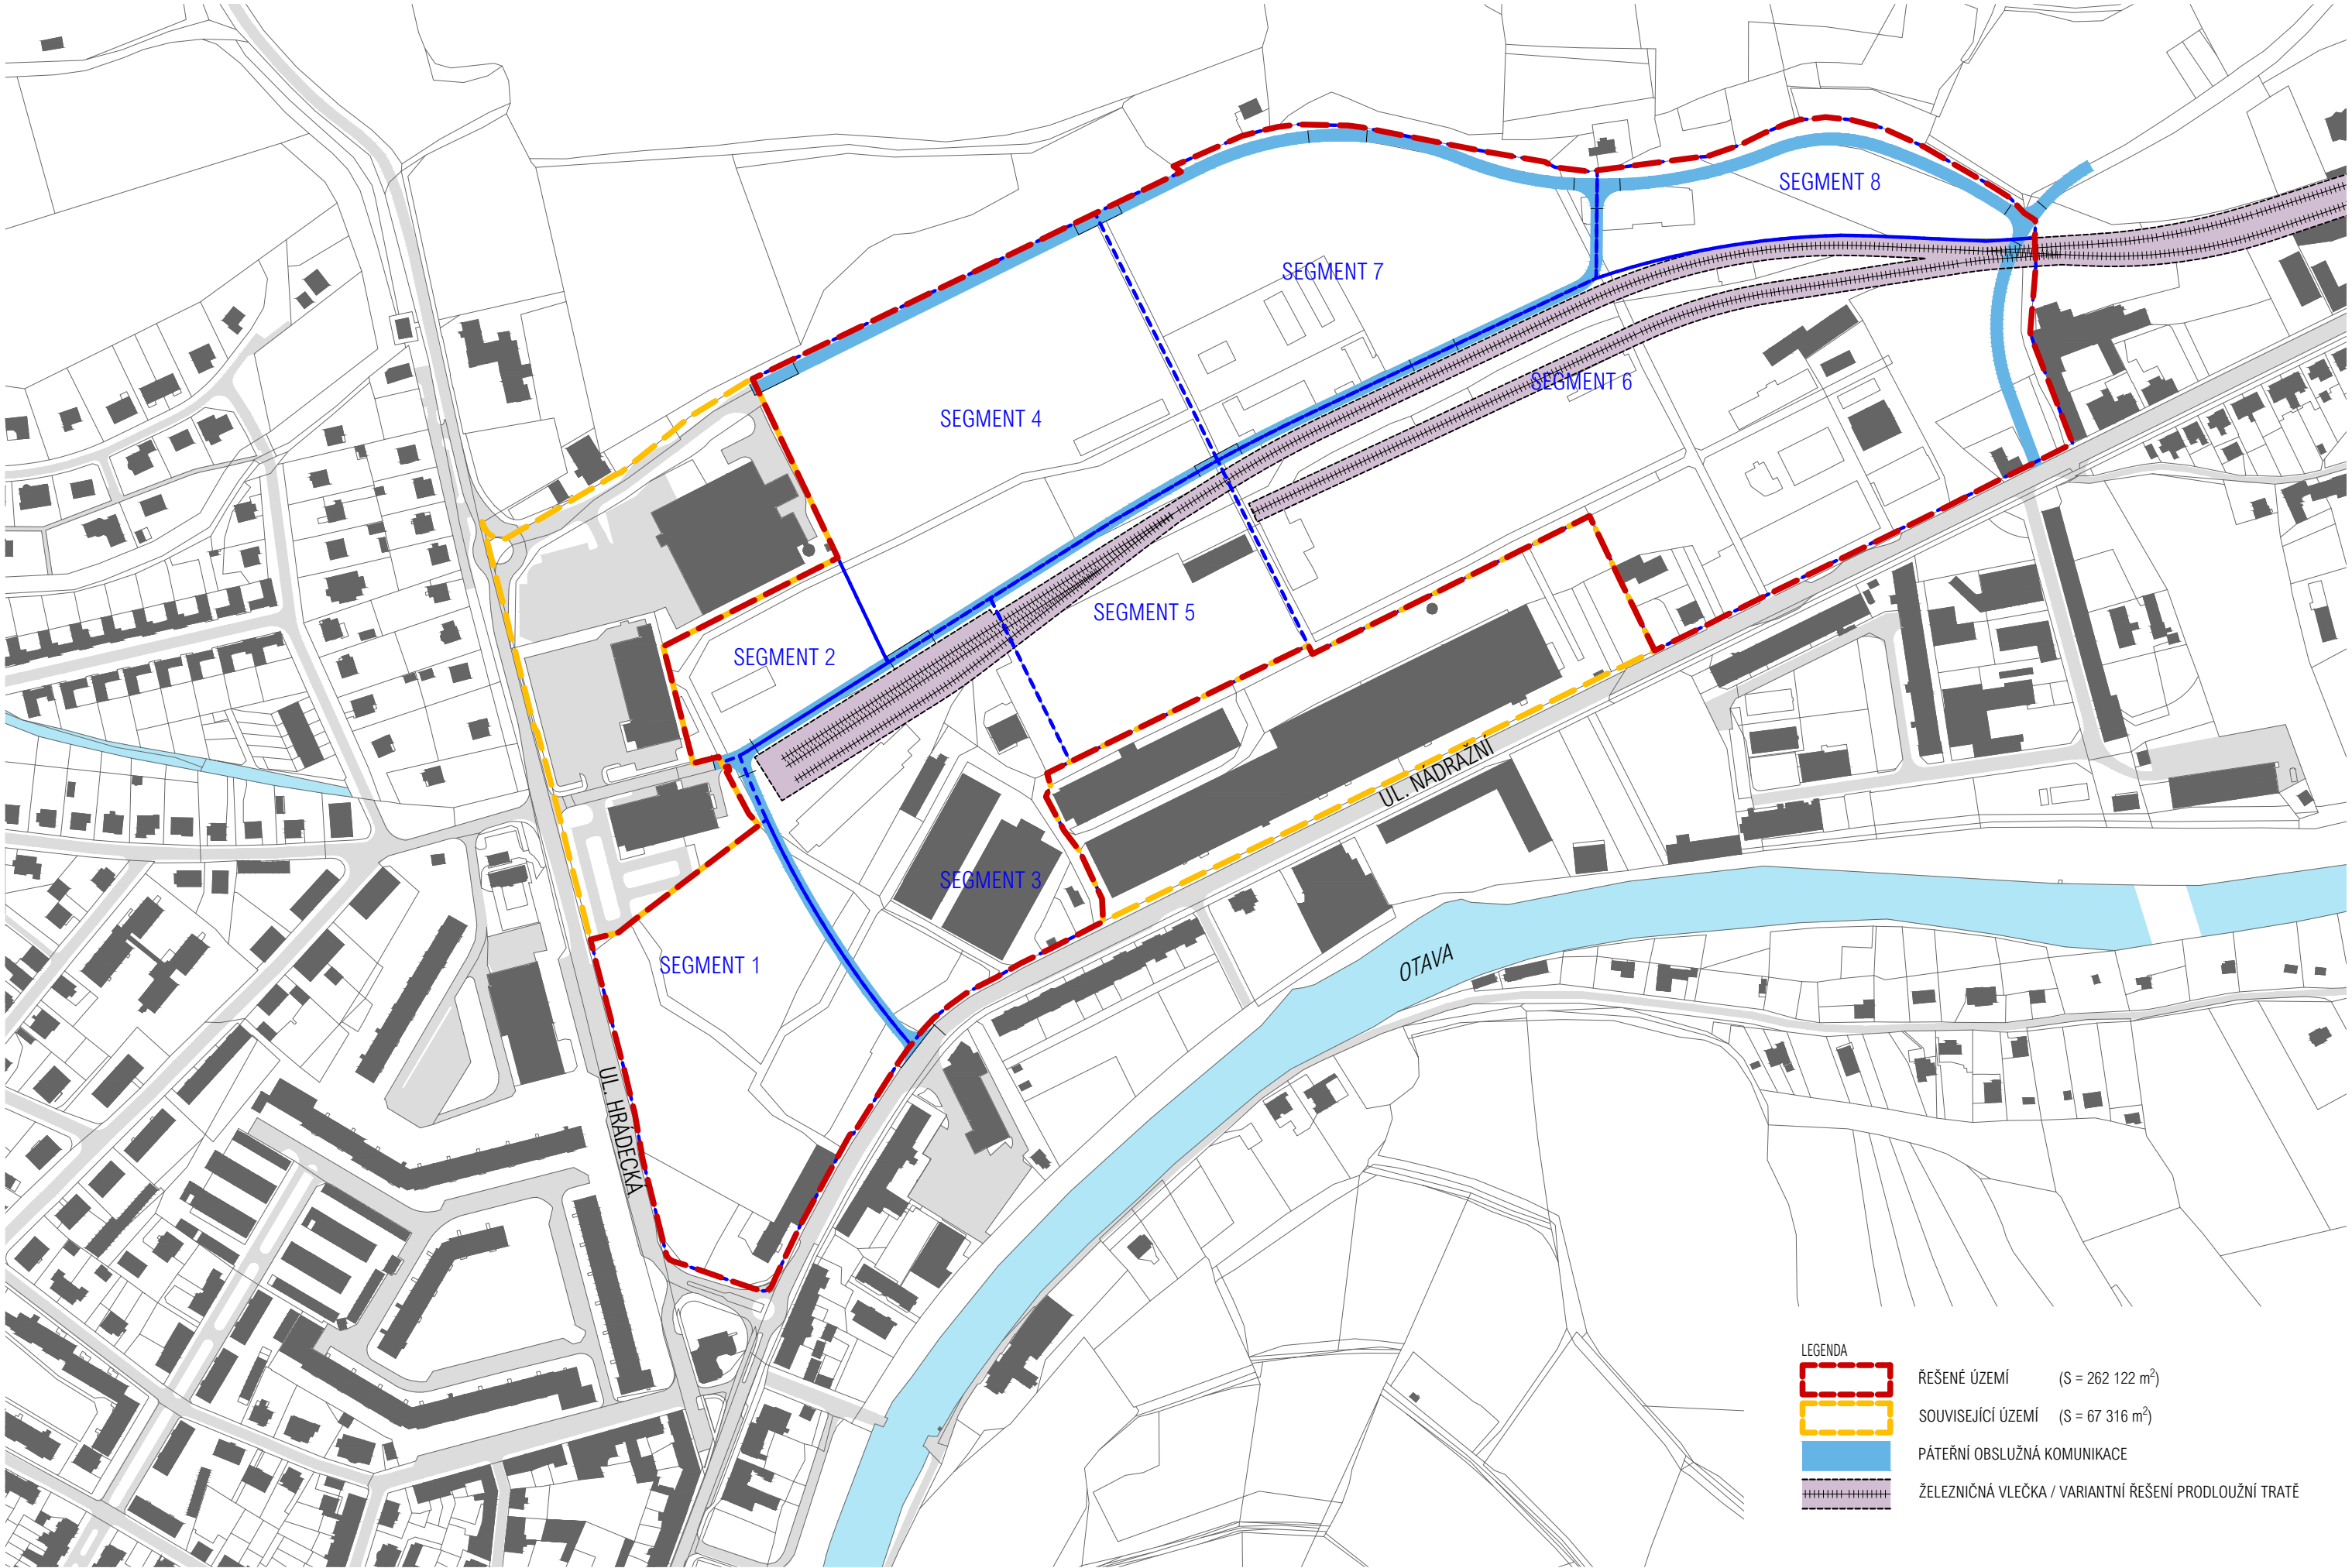 SEGMENT 8
SEGMENT 7
SEGMENT 6
SEGMENT 4
SEGMENT 5
SEGMENT 2
UL. NÁDRAŽNÍ
SEGMENT 3
SEGMENT 1
OTAVA
UL. HRÁDECKÁ
LEGENDA
ŘEŠENÉ ÚZEMÍ (S = 262 122 m²)
SOUVISEJÍCÍ ÚZEMÍ (S = 67 316 m²)
PÁTEŘNÍ OBSLUŽNÁ KOMUNIKACE
ŽELEZNIČNÁ VLEČKA / VARIANTNÍ ŘEŠENÍ PRODLOUŽNÍ TRATĚ